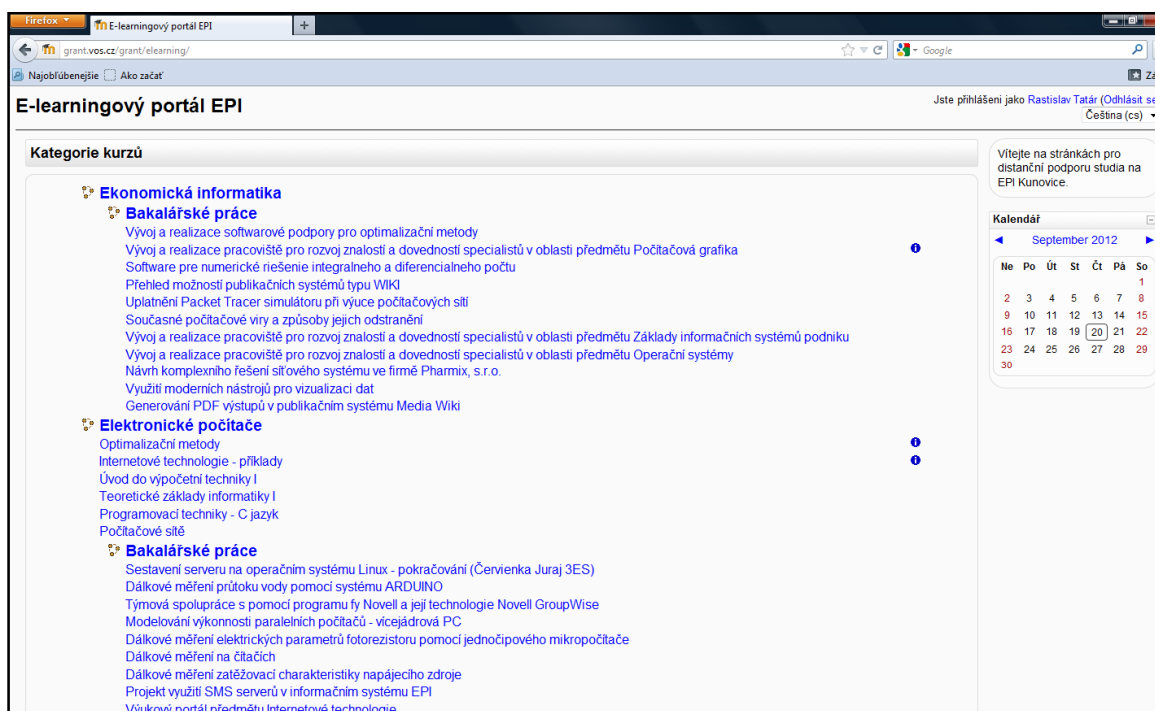 Firefox
E-learningový portál EPI
grant.vos.cz/grant/elearning/
Google
Najobľúbenejšie Ako začať
Zá
E-learningový portál EPI
Jste přihlášeni jako Rastislav Tatár (Odhlásit se
Čeština (cs)
Kategorie kurzů
Ekonomická informatika
Bakalářské práce
Vývoj a realizace softwarové podpory pro optimalizační metody
Vývoj a realizace pracoviště pro rozvoj znalostí a dovedností specialistů v oblasti předmětu Počítačová grafika
Software pre numerické riešenie integralneho a diferencialneho počtu
Přehled možností publikačních systémů typu WIKI
Uplatnění Packet Tracer simulátoru při výuce počítačových sítí
Současné počítačové viry a způsoby jejich odstranění
Vývoj a realizace pracoviště pro rozvoj znalostí a dovedností specialistů v oblasti předmětu Základy informačních systémů podniku
Vývoj a realizace pracoviště pro rozvoj znalostí a dovedností specialistů v oblasti předmětu Operační systémy
Návrh komplexního řešení síťového systému ve firmě Pharmix, s.r.o.
Využití moderních nástrojů pro vizualizaci dat
Generování PDF výstupů v publikačním systému Media Wiki
Elektronické počítače
Optimalizační metody
Internetové technologie - příklady
Úvod do výpočetní techniky I
Teoretické základy informatiky I
Programovací techniky - C jazyk
Počítačové sítě
Bakalářské práce
Sestavení serveru na operačním systému Linux - pokračování (Červienka Juraj 3ES)
Dálkové měření průtoku vody pomocí systému ARDUINO
Týmová spolupráce s pomocí programu fy Novell a její technologie Novell GroupWise
Modelování výkonnosti paralelních počítačů - vícejádrová PC
Dálkové měření elektrických parametrů fotorezistoru pomocí jednočipového mikropočítače
Dálkové měření na čítačích
Dálkové měření zatěžovací charakteristiky napájecího zdroje
Projekt využití SMS serverů v informačním systému EPI
Výukový portál předmětu Internetové technologie
Vítejte na stránkách pro
distanční podporu studia na
EPI Kunovice.
Kalendář
September 2012
Ne Po Út St Čt Pá So
1
2 3 4 5 6 7 8
9 10 11 12 13 14 15
16 17 18 19 20 21 22
23 24 25 26 27 28 29
30